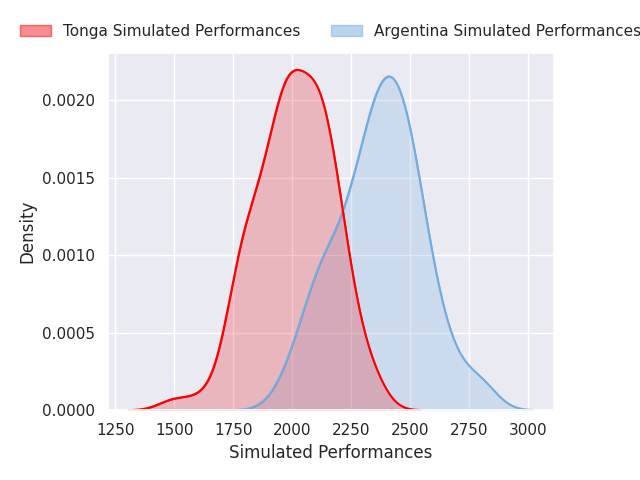 Tonga Simulated Performances
Argentina Simulated Performances
0.0020
0.0015
0.0010
0.0005
0.0000
Density
1250 1500 1750 2000 2250 2500 2750 3000
Simulated Performances